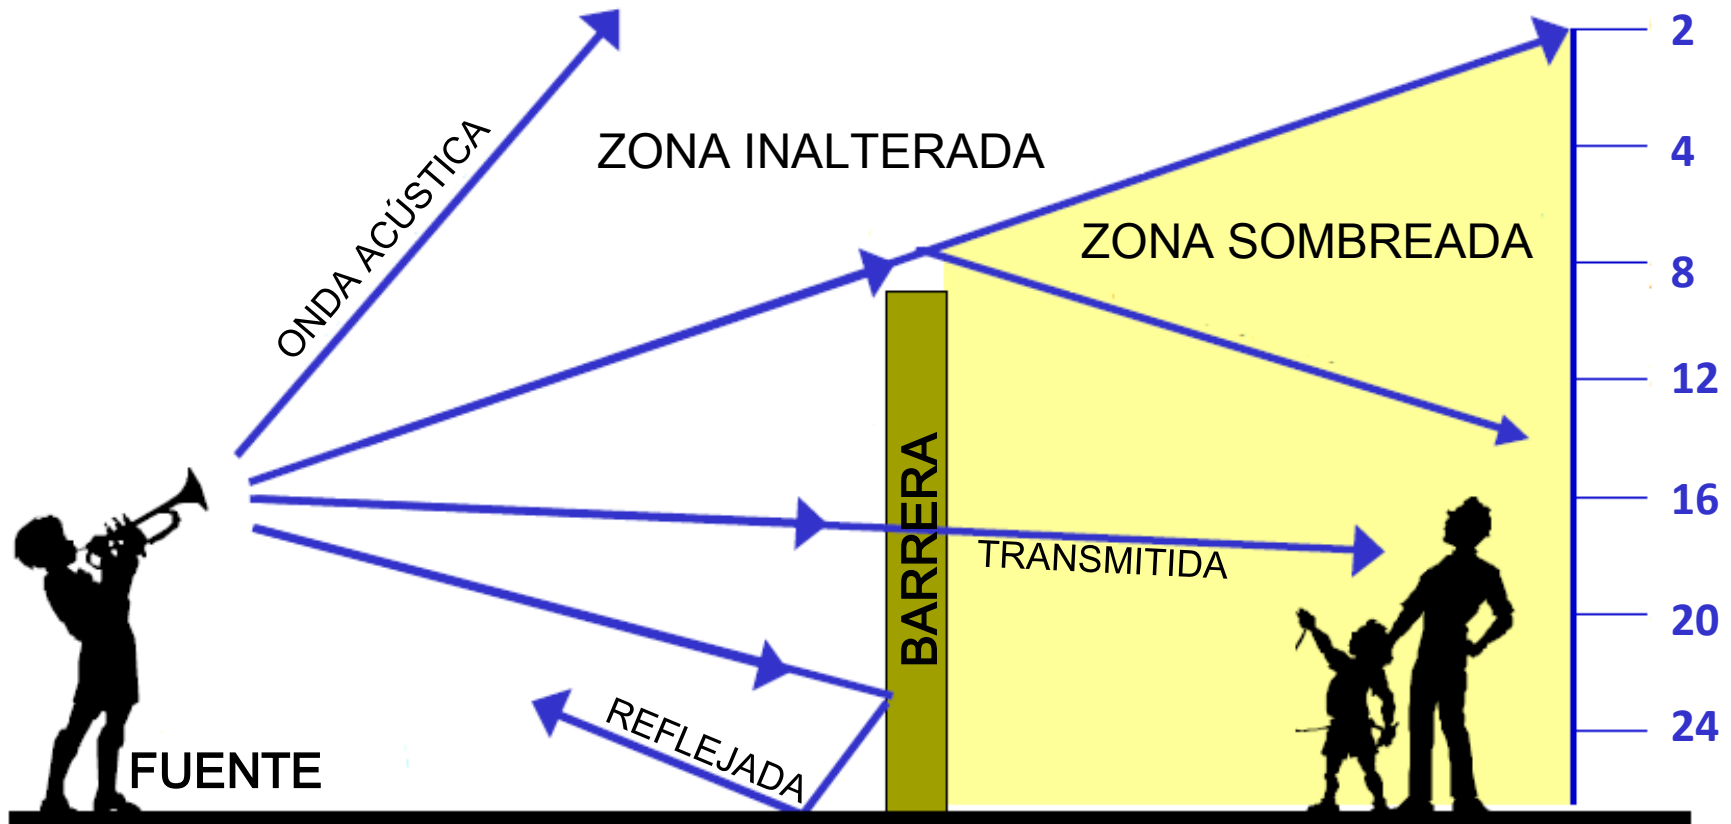 ONDA ACÚSTICA
ZONA INALTERADA
ZONA SOMBREADA
BARRERA
TRANSMITIDA
REFLEJADA
FUENTE
2
4
8
12
16
20
24